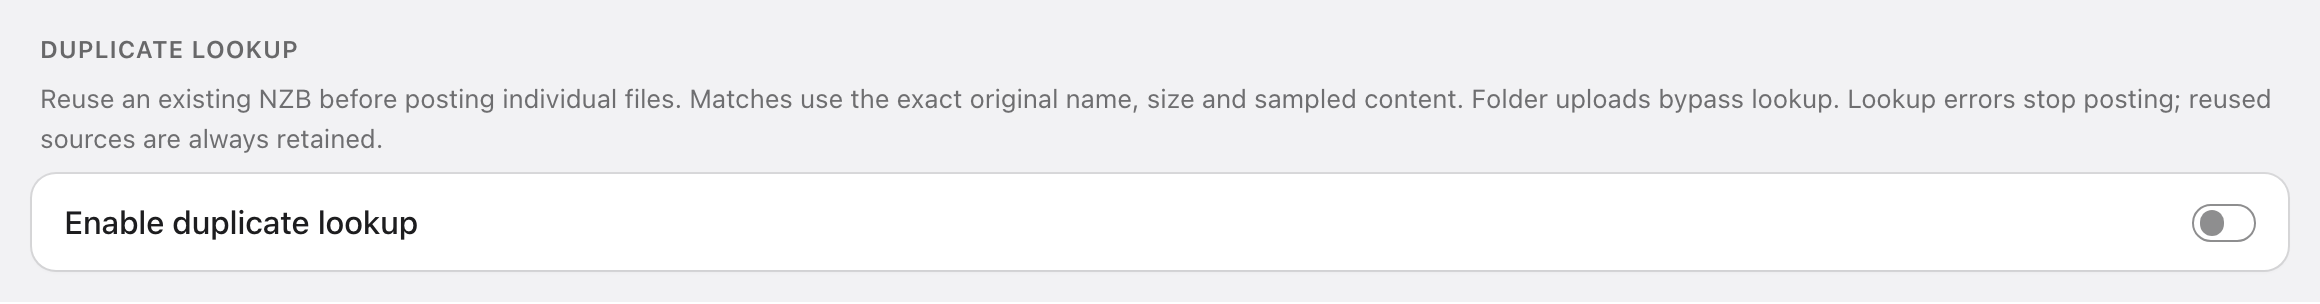 DUPLICATE LOOKUP
Reuse an existing NZB before posting individual files. Matches use the exact original name, size and sampled content. Folder uploads bypass lookup. Lookup errors stop posting; reused
sources are always retained.
Enable duplicate lookup